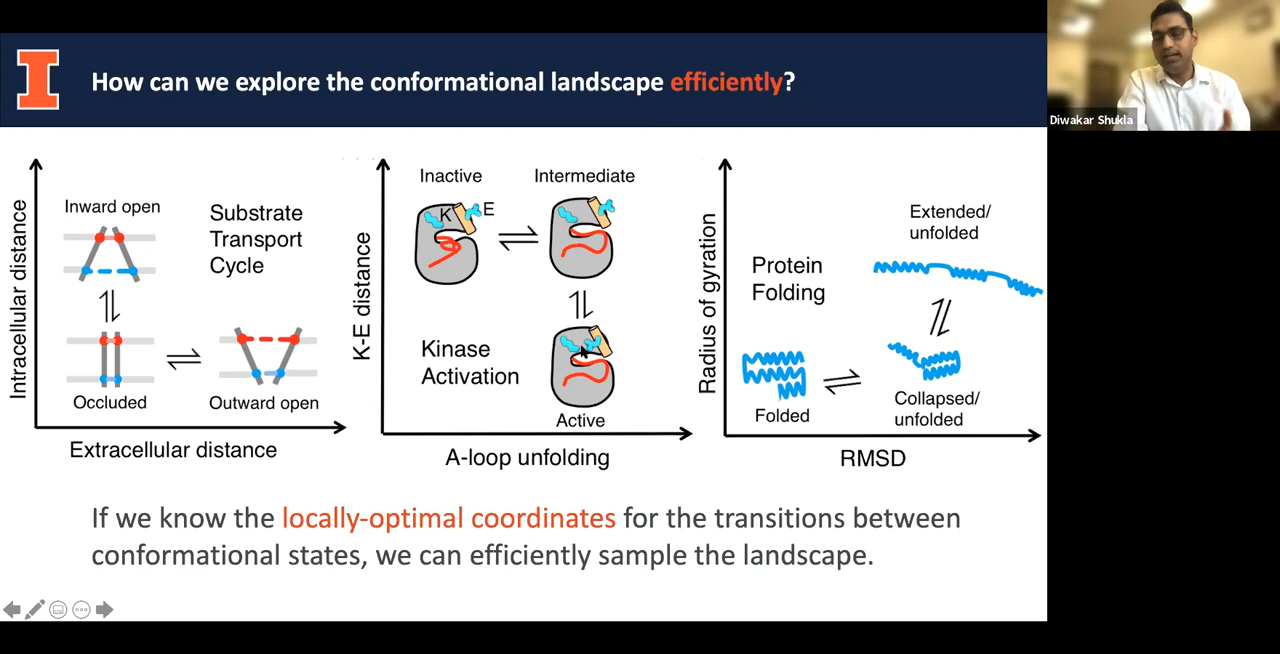 How can we explore the conformational landscape efficiently?
Diwakar Shukla
Intracellular distance
Inward open
Substrate
Transport
Cycle
Occluded
Outward open
Extracellular distance
K-E distance
Inactive
Intermediate
K
E
Kinase
Activation
Active
A-loop unfolding
Radius of gyration
Extended/
unfolded
Protein
Folding
Folded
Collapsed/
unfolded
RMSD
If we know the locally-optimal coordinates for the transitions between
conformational states, we can efficiently sample the landscape.